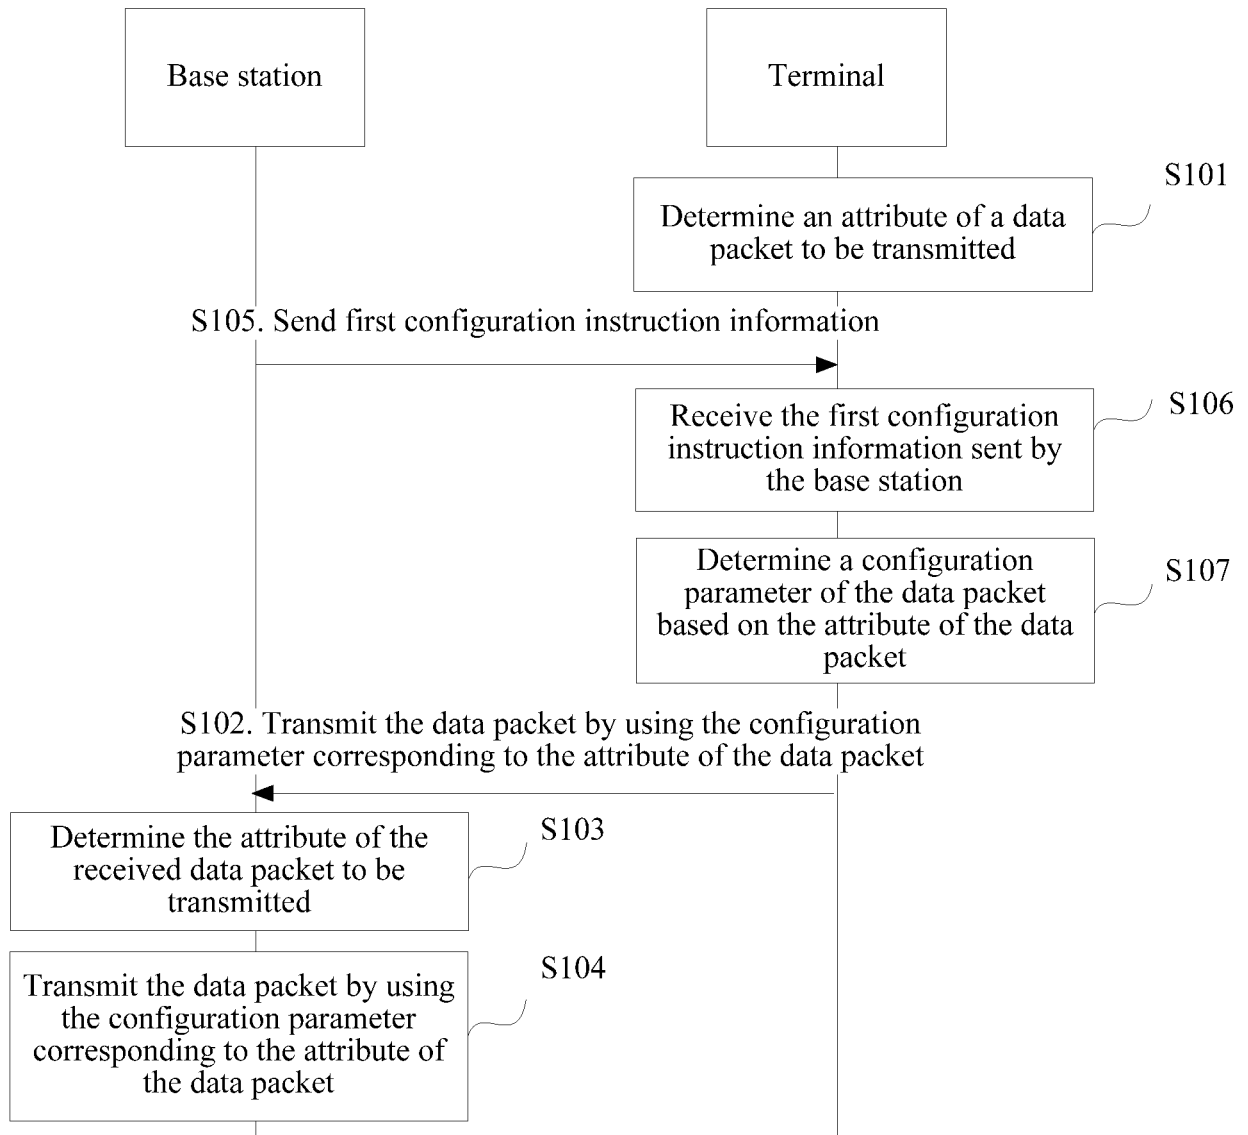 Base station
Terminal
S101
Determine an attribute of a data
packet to be transmitted
S105. Send first configuration instruction information
S106
Receive the first configuration
instruction information sent by
the base station
S107
Determine a configuration
parameter of the data packet
based on the attribute of the data
packet
S102. Transmit the data packet by using the configuration
parameter corresponding to the attribute of the data packet
S103
Determine the attribute of the
received data packet to be
transmitted
S104
Transmit the data packet by using
the configuration parameter
corresponding to the attribute of
the data packet